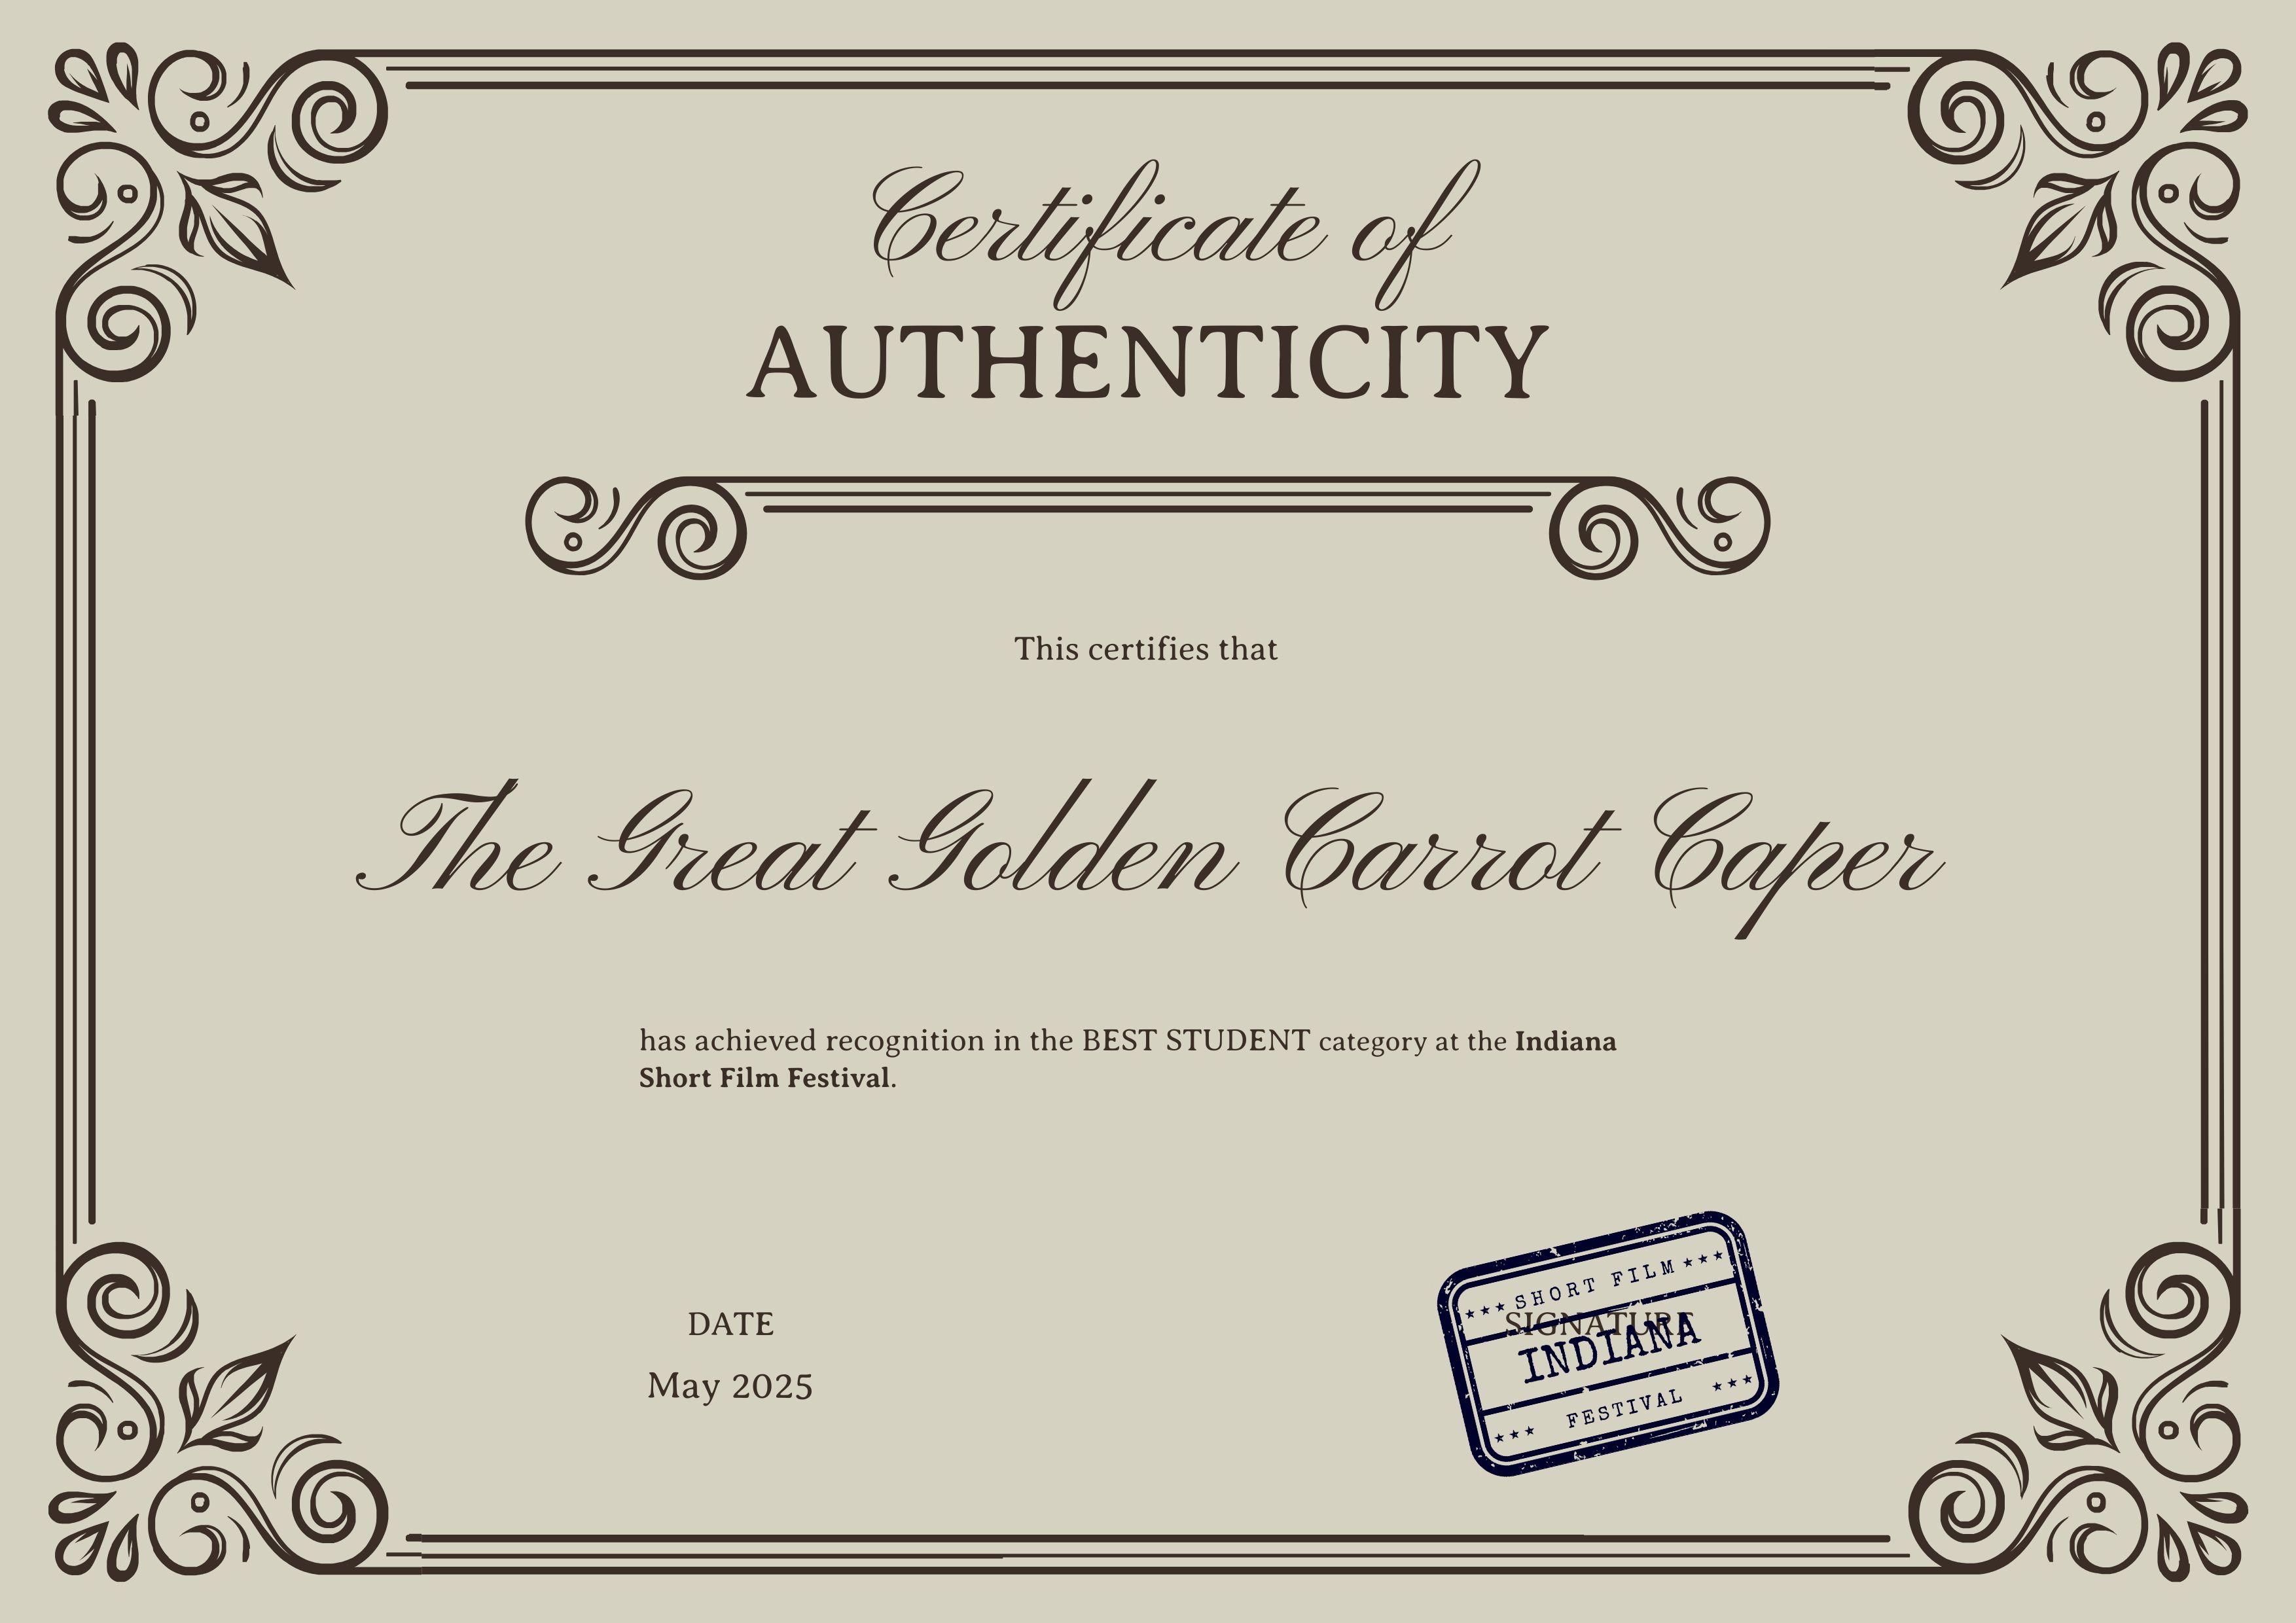 Certificate of
AUTHENTICITY
This certifies that
The Great Golden Carrot Caper
has achieved recognition in the BEST STUDENT category at the Indiana
Short Film Festival.
DATE
May 2025
SIGNATURE
★★★ SHORT FILM ★★★
INDIANA
★★★ FESTIVAL ★★★